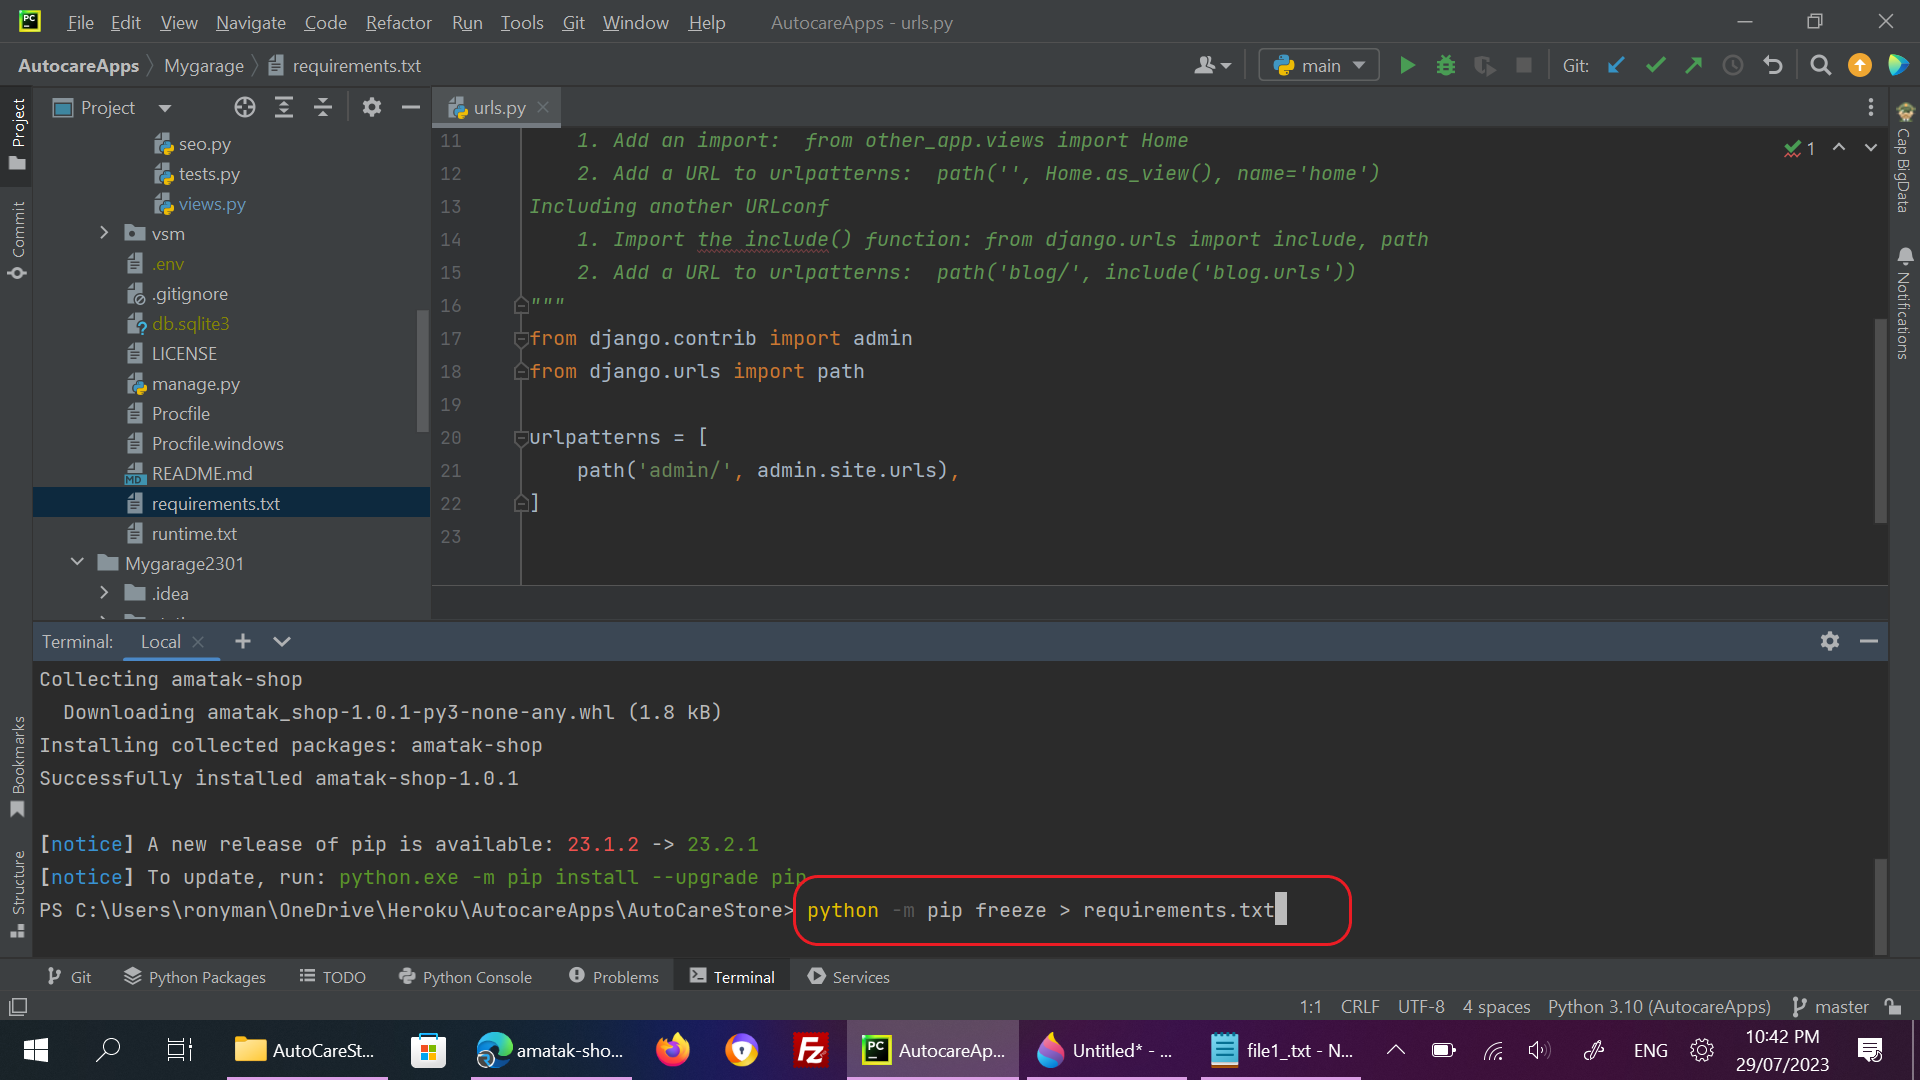 File Edit View Navigate Code Refactor Run Tools Git Window Help AutocareApps - urls.py
AutocareApps Mygarage requirements.txt main Git:
Project
urls.py
Project
Commit
Bookmarks
Structure
seo.py
tests.py
views.py
vsm
.env
.gitignore
db.sqlite3
LICENSE
manage.py
Procfile
Procfile.windows
README.md
requirements.txt
runtime.txt
Mygarage2301
.idea
11 1. Add an import:  from other_app.views import Home
12 2. Add a URL to urlpatterns:  path('', Home.as_view(), name='home')
13 Including another URLconf
14 1. Import the include() function: from django.urls import include, path
15 2. Add a URL to urlpatterns:  path('blog/', include('blog.urls'))
16 """
17 from django.contrib import admin
18 from django.urls import path
19
20 urlpatterns = [
21 path('admin/', admin.site.urls),
22 ]
23
1
Cap BigData
Notifications
Terminal: Local
Collecting amatak-shop
Downloading amatak_shop-1.0.1-py3-none-any.whl (1.8 kB)
Installing collected packages: amatak-shop
Successfully installed amatak-shop-1.0.1
[notice] A new release of pip is available: 23.1.2 -> 23.2.1
[notice] To update, run: python.exe -m pip install --upgrade pip
PS C:\Users\ronyman\OneDrive\Heroku\AutocareApps\AutoCareStore> python -m pip freeze > requirements.txt
Git Python Packages TODO Python Console Problems Terminal Services
1:1 CRLF UTF-8 4 spaces Python 3.10 (AutocareApps) master
AutoCareSt... amatak-sho... AutocareAp... Untitled* - ... file1_.txt - N... ENG
10:42 PM
29/07/2023